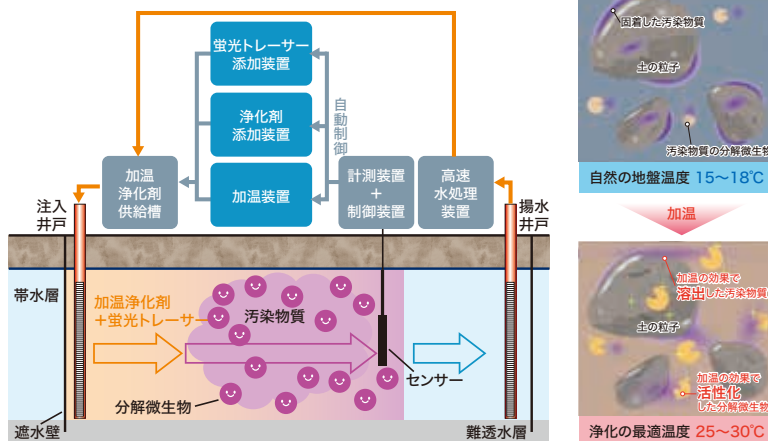 蛍光トレーサー
添加装置
浄化剤
添加装置
加温装置
自動制御
加温
浄化剤
供給槽
計測装置
+
制御装置
高速
水処理
装置
注入
井戸
揚水
井戸
帯水層
加温浄化剤
+蛍光トレーサー
汚染物質
センサー
分解微生物
遮水壁
難透水層
固着した汚染物質
土の粒子
汚染物質の分解微生物
自然の地盤温度 15〜18℃
加温
加温の効果で
溶出した汚染物質
土の粒子
加温の効果で
活性化
した分解微生物
浄化の最適温度 25〜30℃